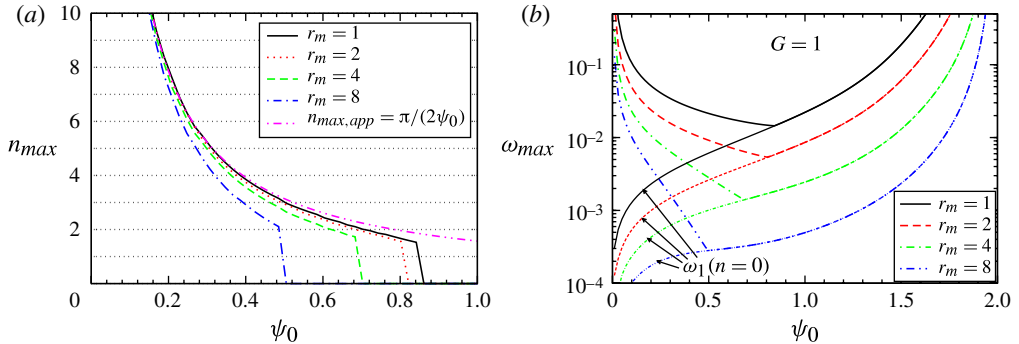 (a)
10
8
6
4
2
0
n_max
r_m = 1
r_m = 2
r_m = 4
r_m = 8
n_max,app = π/(2ψ_0)
0.2 0.4 0.6 0.8 1.0
ψ_0
(b)
G = 1
10^−1
10^−2
10^−3
10^−4
ω_max
ω_1(n = 0)
r_m = 1
r_m = 2
r_m = 4
r_m = 8
0 0.5 1.0 1.5 2.0
ψ_0